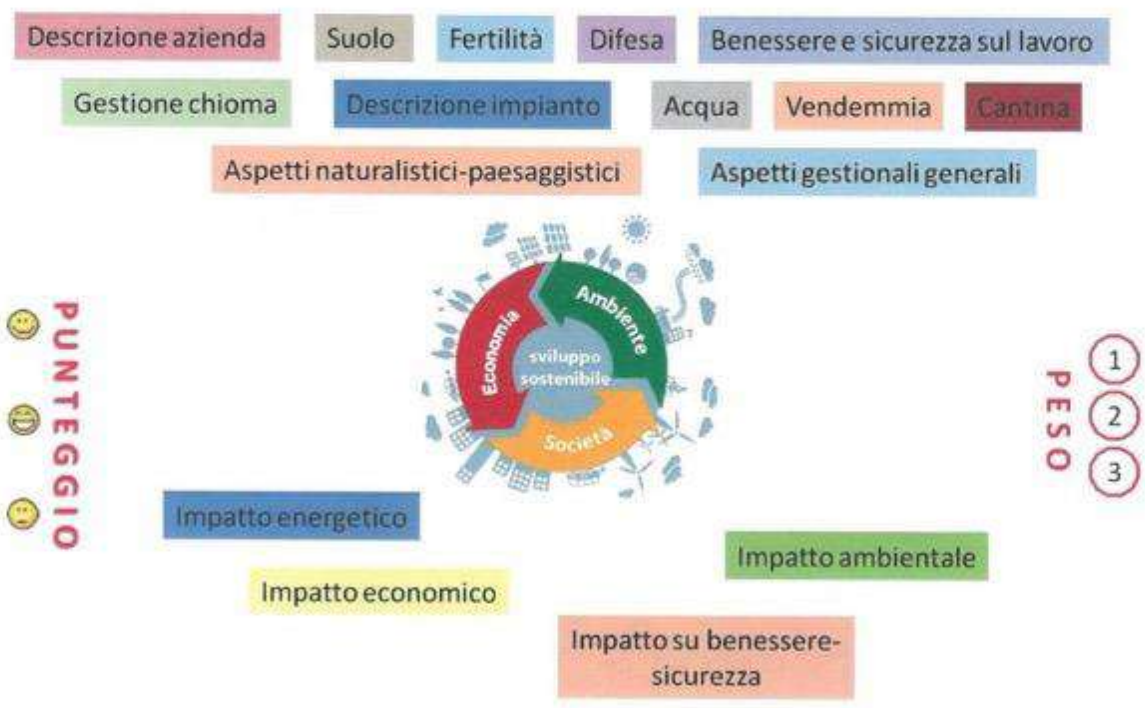 Descrizione azienda
Suolo
Fertilità
Difesa
Benessere e sicurezza sul lavoro
Gestione chioma
Descrizione impianto
Acqua
Vendemmia
Cantina
Aspetti naturalistici-paesaggistici
Aspetti gestionali generali
PUNTEGGIO
Economia
Ambiente
Società
sviluppo
sostenibile
PESO
1
2
3
Impatto energetico
Impatto economico
Impatto ambientale
Impatto su benessere-
sicurezza